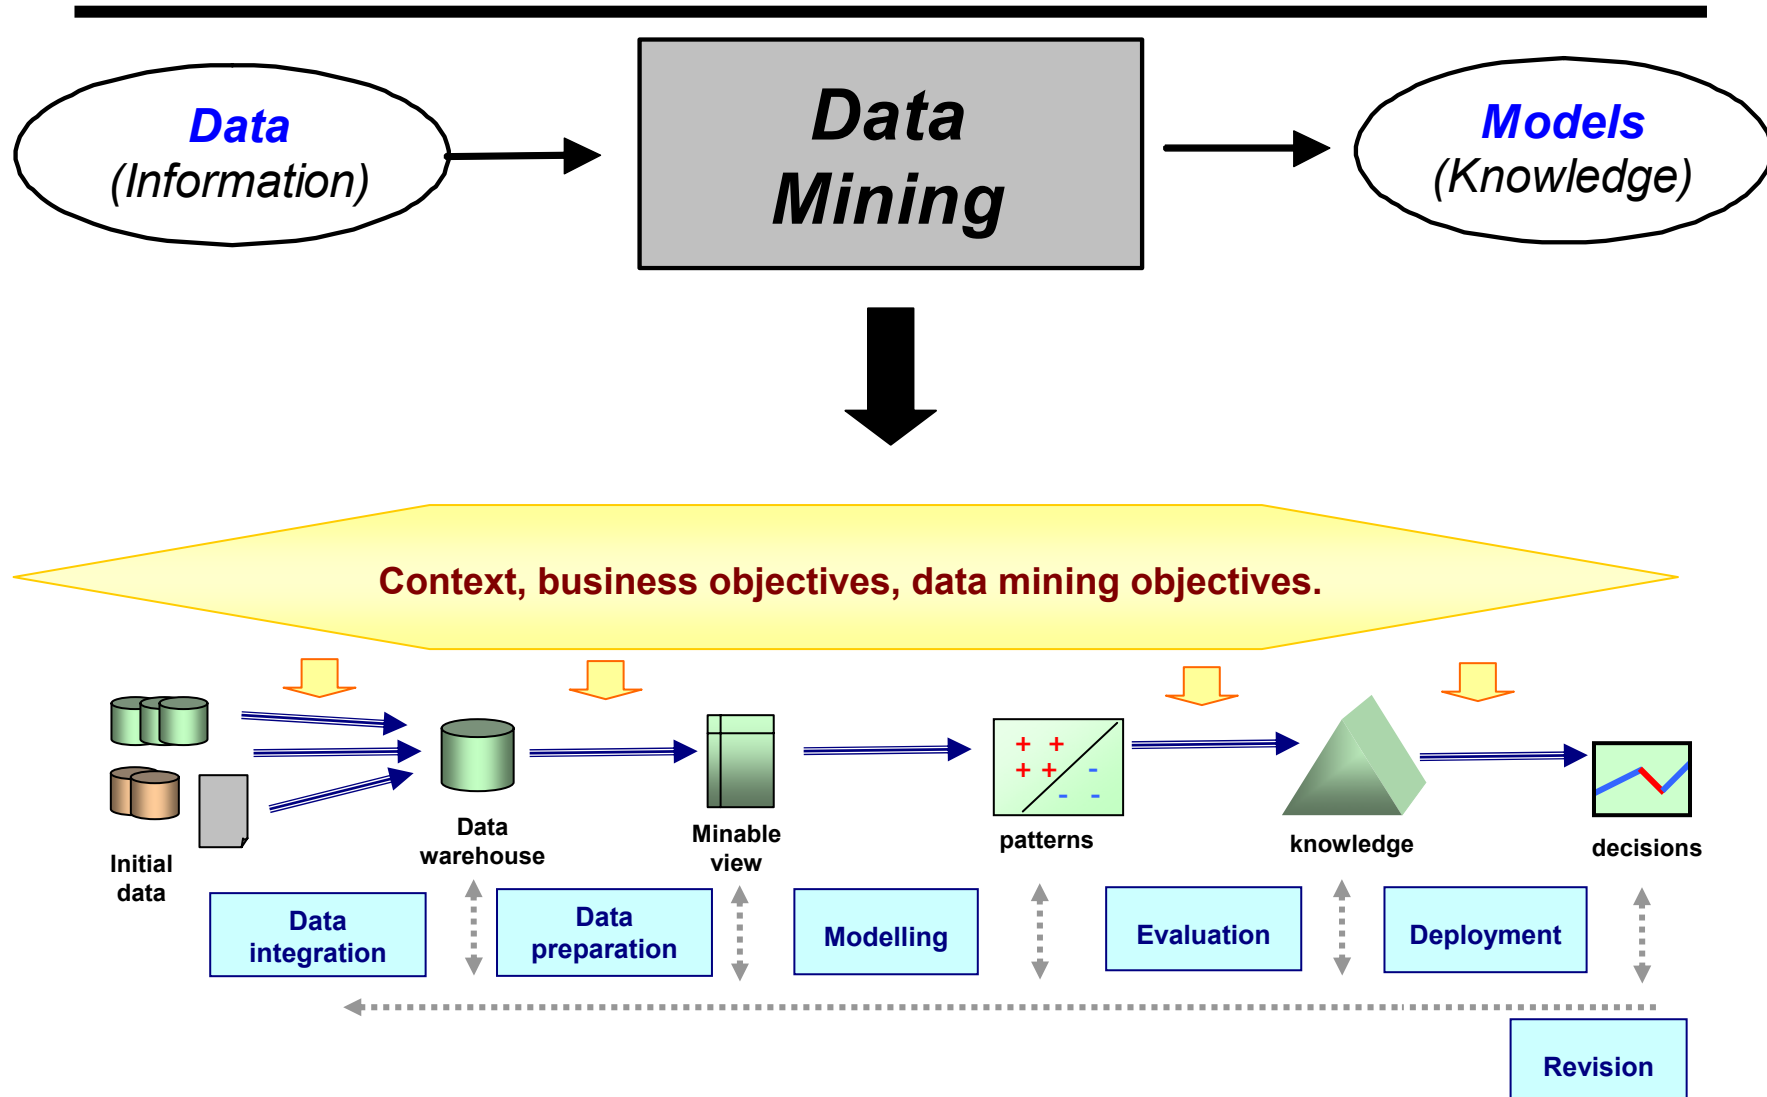 Data
(Information)
Data
Mining
Models
(Knowledge)
Context, business objectives, data mining objectives.
Initial
data
Data
warehouse
Minable
view
+ +
+ + -
- -
patterns
knowledge
decisions
Data
integration
Data
preparation
Modelling
Evaluation
Deployment
Revision